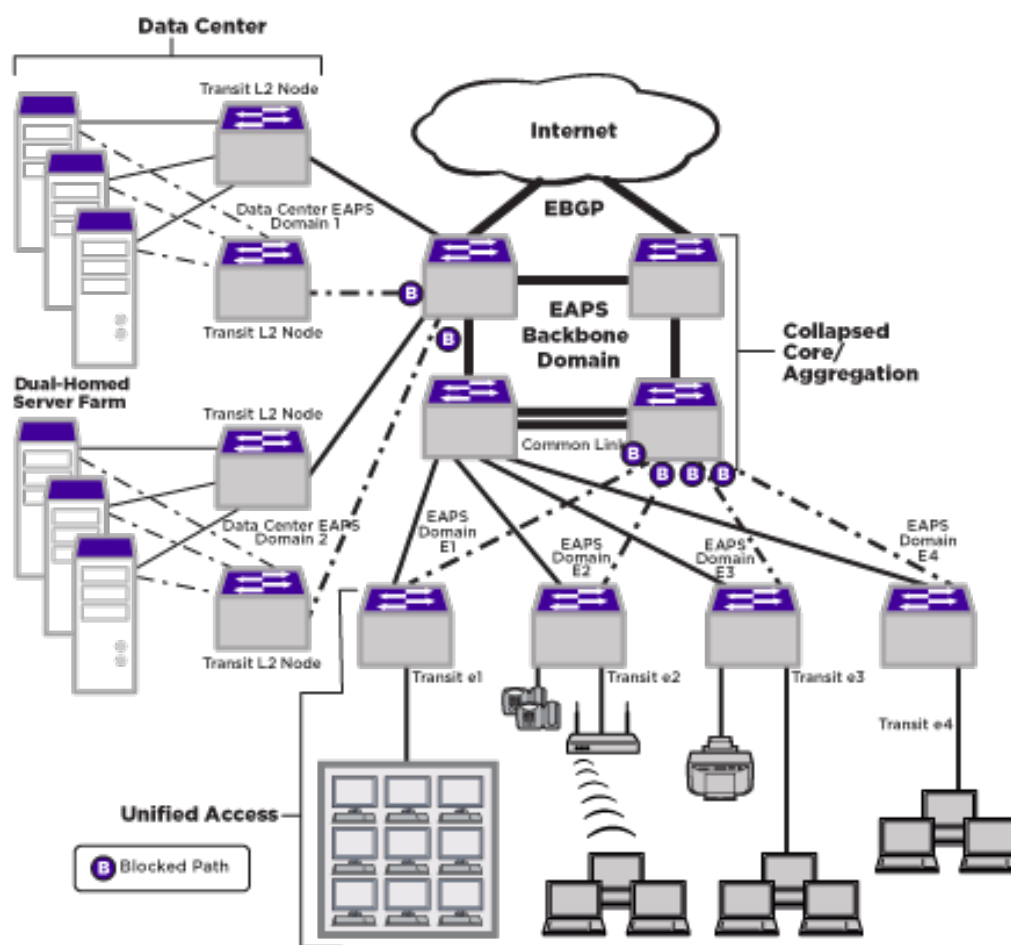 Data Center
Transit L2 Node
Internet
EBGP
Data Center EAPS
Domain 1
B
Transit L2 Node
B
EAPS
Backbone
Domain
Collapsed
Core/
Aggregation
Dual-Homed
Server Farm
Transit L2 Node
Common Link
B
B
B
B
Data Center EAPS
Domain 2
EAPS
Domain
E1
EAPS
Domain
E2
EAPS
Domain
E3
EAPS
Domain
E4
Transit L2 Node
Transit e1
Transit e2
Transit e3
Transit e4
Unified Access
B Blocked Path